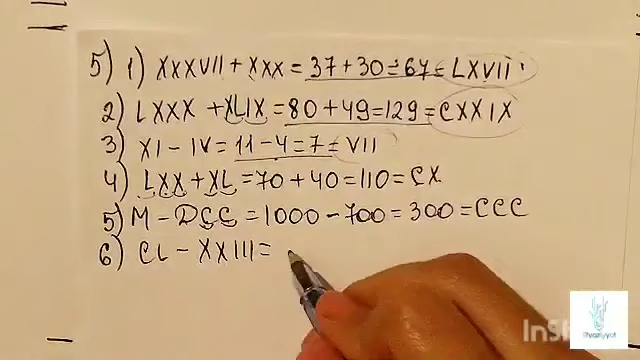 5) 1) XXXVII + XXX = 37 + 30 = 67 = LXVII
2) LXXX + XLIX = 80 + 49 = 129 = CXXIX
3) XI - IV = 11 - 4 = 7 = VII
4) LXX + XL = 70 + 40 = 110 = CX
5) M - DCC = 1000 - 700 = 300 = CCC
6) CL - XXIII =
InSh